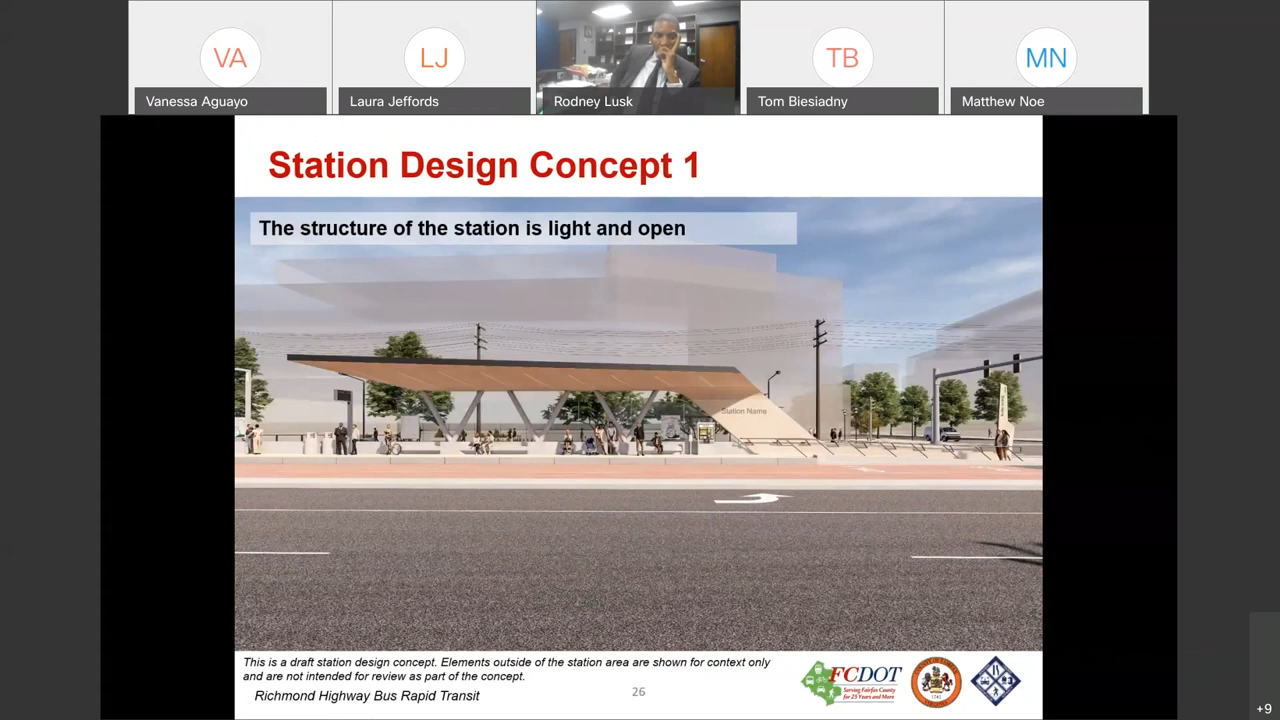 VA
LJ
TB
MN
Vanessa Aguayo
Laura Jeffords
Rodney Lusk
Tom Biesiadny
Matthew Noe
Station Design Concept 1
The structure of the station is light and open
Station Name
This is a draft station design concept. Elements outside of the station area are shown for context only
and are not intended for review as part of the concept.
Richmond Highway Bus Rapid Transit
26
FCDOT
Serving Fairfax County
for 25 Years and More
1742
+9